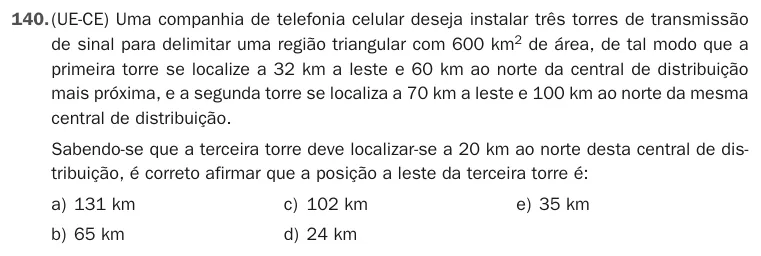 140. (UE-CE) Uma companhia de telefonia celular deseja instalar três torres de transmissão
de sinal para delimitar uma região triangular com 600 km² de área, de tal modo que a
primeira torre se localize a 32 km a leste e 60 km ao norte da central de distribuição
mais próxima, e a segunda torre se localiza a 70 km a leste e 100 km ao norte da mesma
central de distribuição.
Sabendo-se que a terceira torre deve localizar-se a 20 km ao norte desta central de dis-
tribuição, é correto afirmar que a posição a leste da terceira torre é:
a) 131 km c) 102 km e) 35 km
b) 65 km d) 24 km